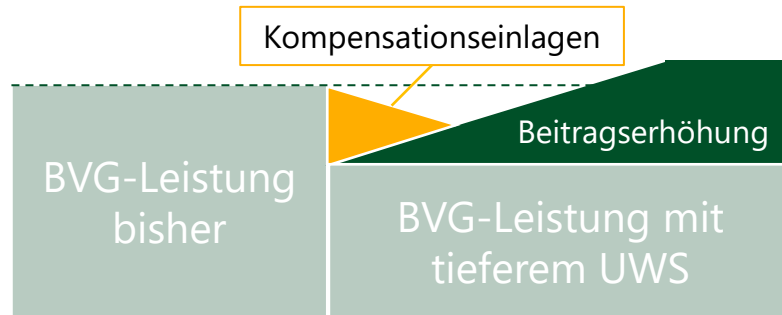 Kompensationseinlagen
Beitragserhöhung
BVG-Leistung
bisher
BVG-Leistung mit
tieferem UWS